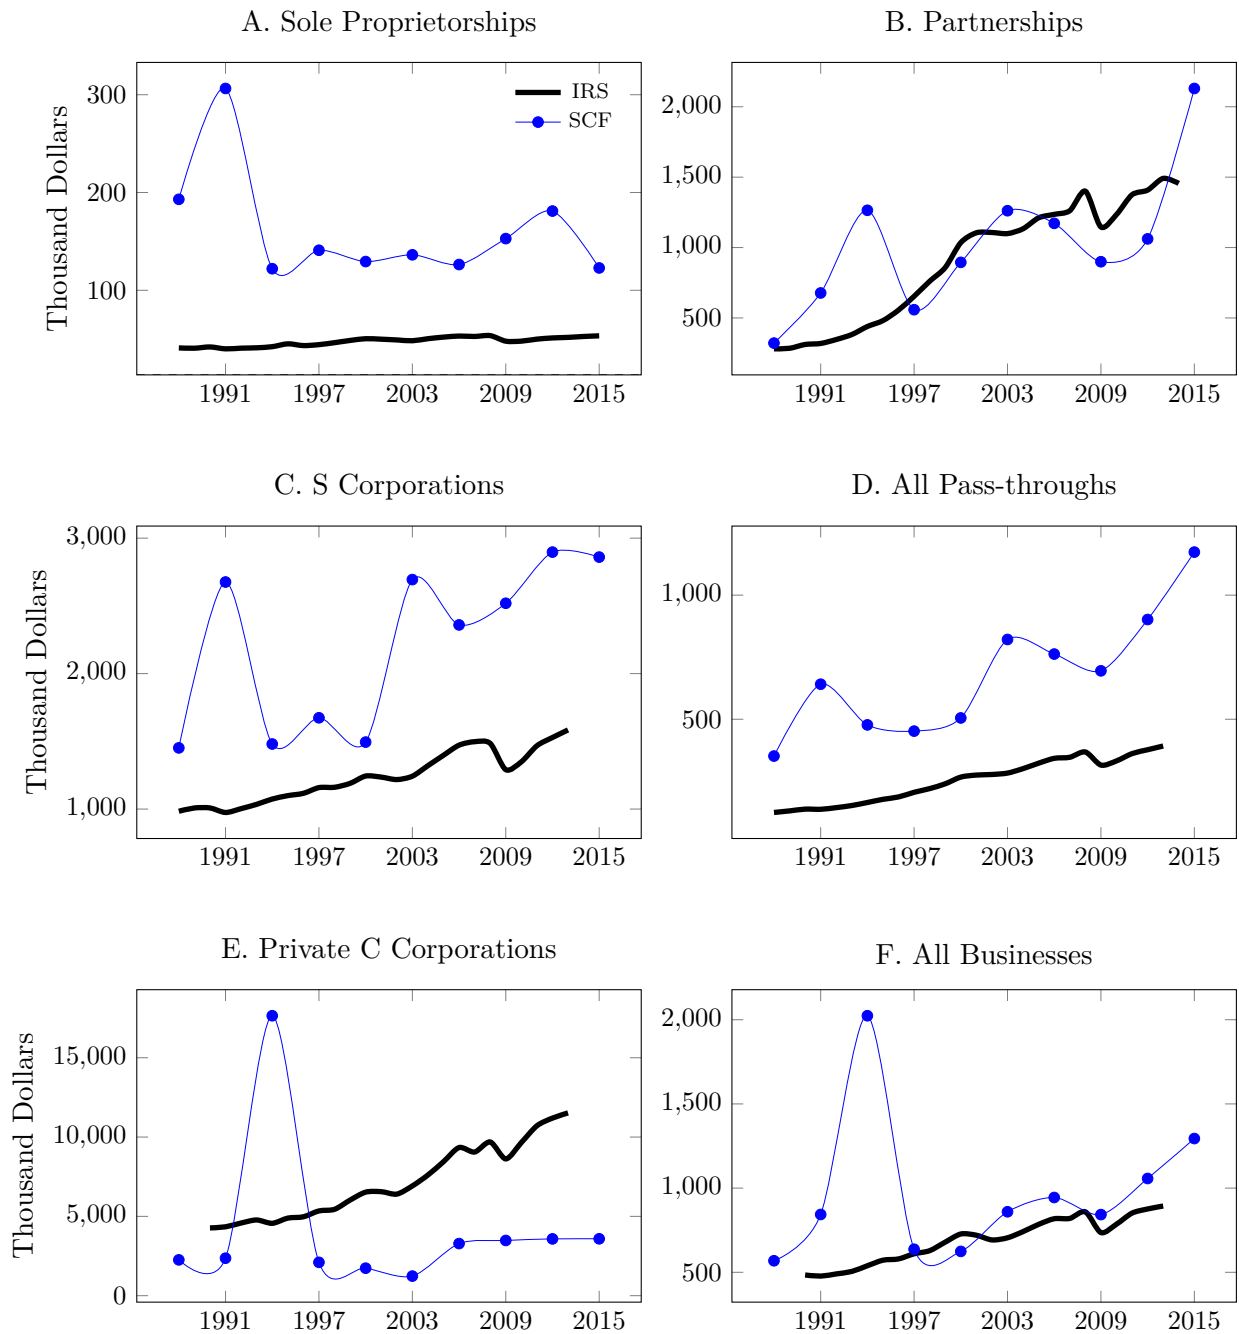 A. Sole Proprietorships
Thousand Dollars
300
200
100
IRS
SCF
1991 1997 2003 2009 2015
B. Partnerships
2,000
1,500
1,000
500
1991 1997 2003 2009 2015
C. S Corporations
Thousand Dollars
3,000
2,000
1,000
1991 1997 2003 2009 2015
D. All Pass-throughs
1,000
500
1991 1997 2003 2009 2015
E. Private C Corporations
Thousand Dollars
15,000
10,000
5,000
0
1991 1997 2003 2009 2015
F. All Businesses
2,000
1,500
1,000
500
1991 1997 2003 2009 2015